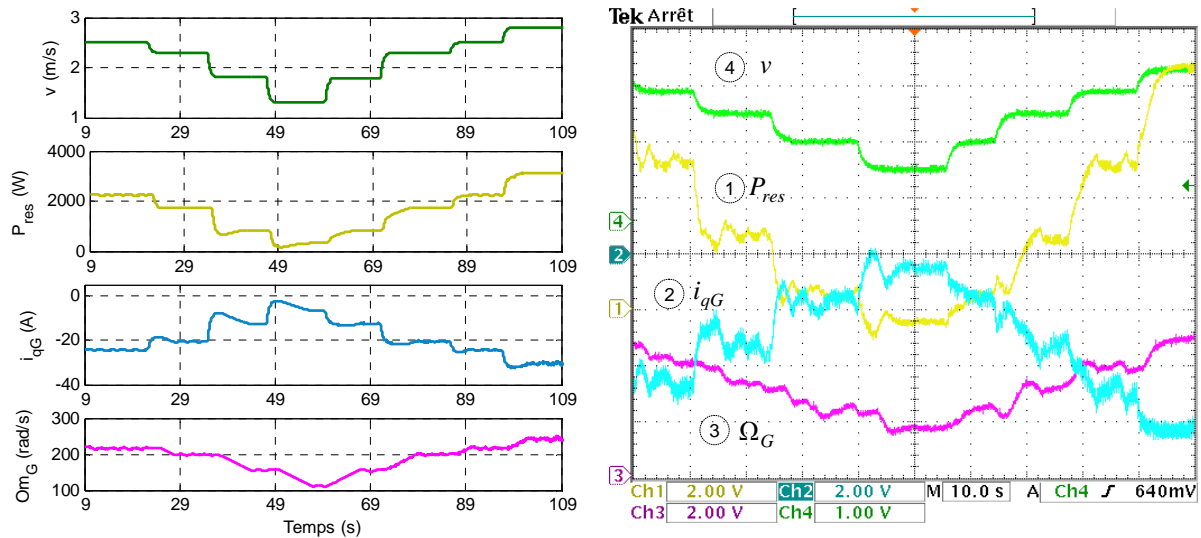 3
2
1
v (m/s)
9 29 49 69 89 109
4000
2000
0
P_res (W)
9 29 49 69 89 109
0
-20
-40
i_qG (A)
9 29 49 69 89 109
300
200
100
Om_G (rad/s)
9 29 49 69 89 109
Temps (s)
Tek Arrêt
4 v
1 P_res
2 i_qG
3 Ω_G
4
2
1
3
Ch1 2.00 V Ch2 2.00 V M 10.0 s A Ch4 640mV
Ch3 2.00 V Ch4 1.00 V